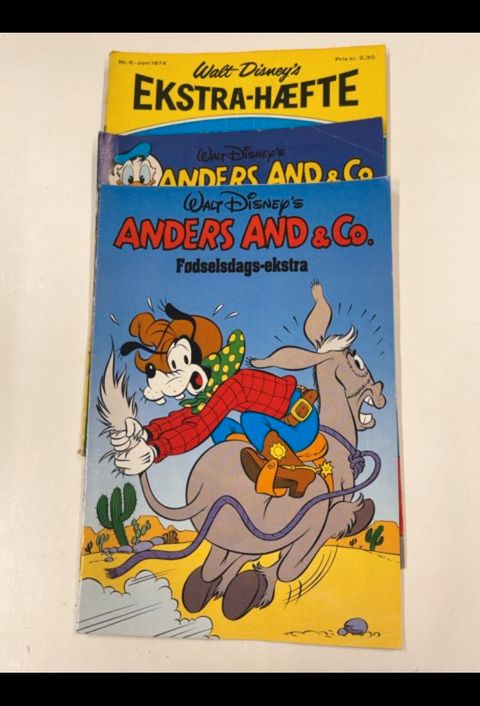 Nr. 6 - Juni 1974
Pris kr. 2,30
Walt Disney's
EKSTRA-HÆFTE
WALT DISNEY'S
ANDERS AND & Co.
WALT DISNEY'S
ANDERS AND & Co.
Fødselsdags-ekstra